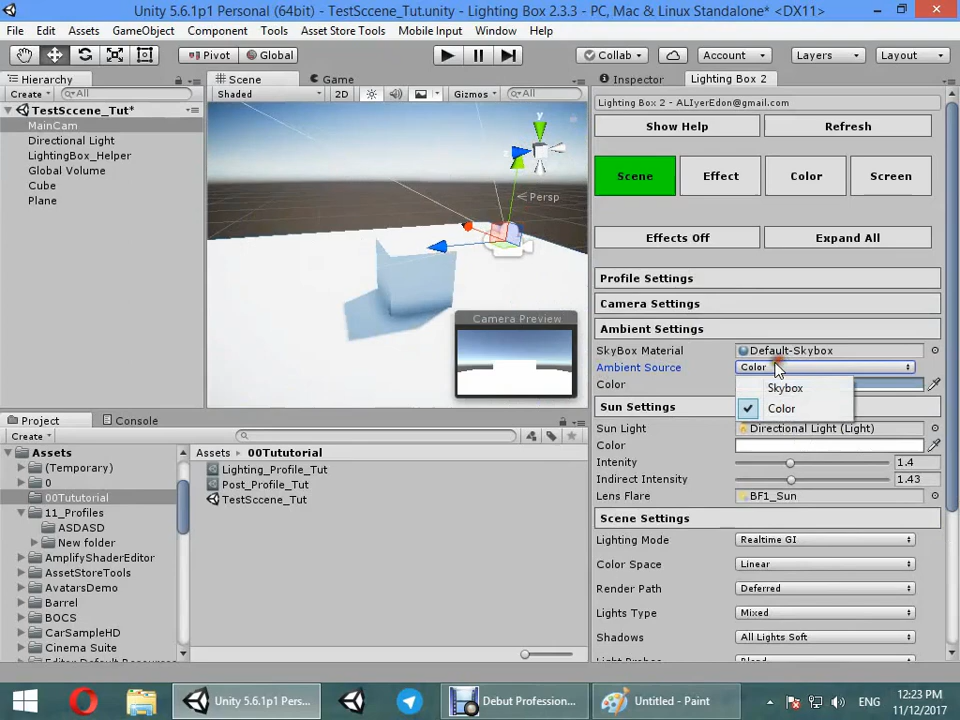 Unity 5.6.1p1 Personal (64bit) - TestSccene_Tut.unity - Lighting Box 2.3.3 - PC, Mac & Linux Standalone* <DX11>
File Edit Assets GameObject Component Tools Asset Store Tools Mobile Input Window Help
Pivot Global Collab Account Layers Layout
Hierarchy Scene Game Inspector Lighting Box 2
Create All Shaded 2D Gizmos All
Lighting Box 2 - ALIyerEdon@gmail.com
TestSccene_Tut*
MainCam
Directional Light
LightingBox_Helper
Global Volume
Cube
Plane
y
Persp
Camera Preview
Show Help Refresh
Scene Effect Color Screen
Effects Off Expand All
Profile Settings
Camera Settings
Ambient Settings
SkyBox Material Default-Skybox
Ambient Source Color
Color
Skybox
Color
Sun Settings
Sun Light Directional Light (Light)
Color
Intenity 1.4
Indirect Intensity 1.43
Lens Flare BF1_Sun
Scene Settings
Lighting Mode Realtime GI
Color Space Linear
Render Path Deferred
Lights Type Mixed
Shadows All Lights Soft
Project Console
Create
Assets
(Temporary)
0
00Tututorial
11_Profiles
ASDASD
New folder
AmplifyShaderEditor
AssetStoreTools
AvatarsDemo
Barrel
BOCS
CarSampleHD
Cinema Suite
Assets 00Tututorial
Lighting_Profile_Tut
Post_Profile_Tut
TestSccene_Tut
Unity 5.6.1p1 Pers... Debut Profession... Untitled - Paint
ENG
12:23 PM
11/12/2017